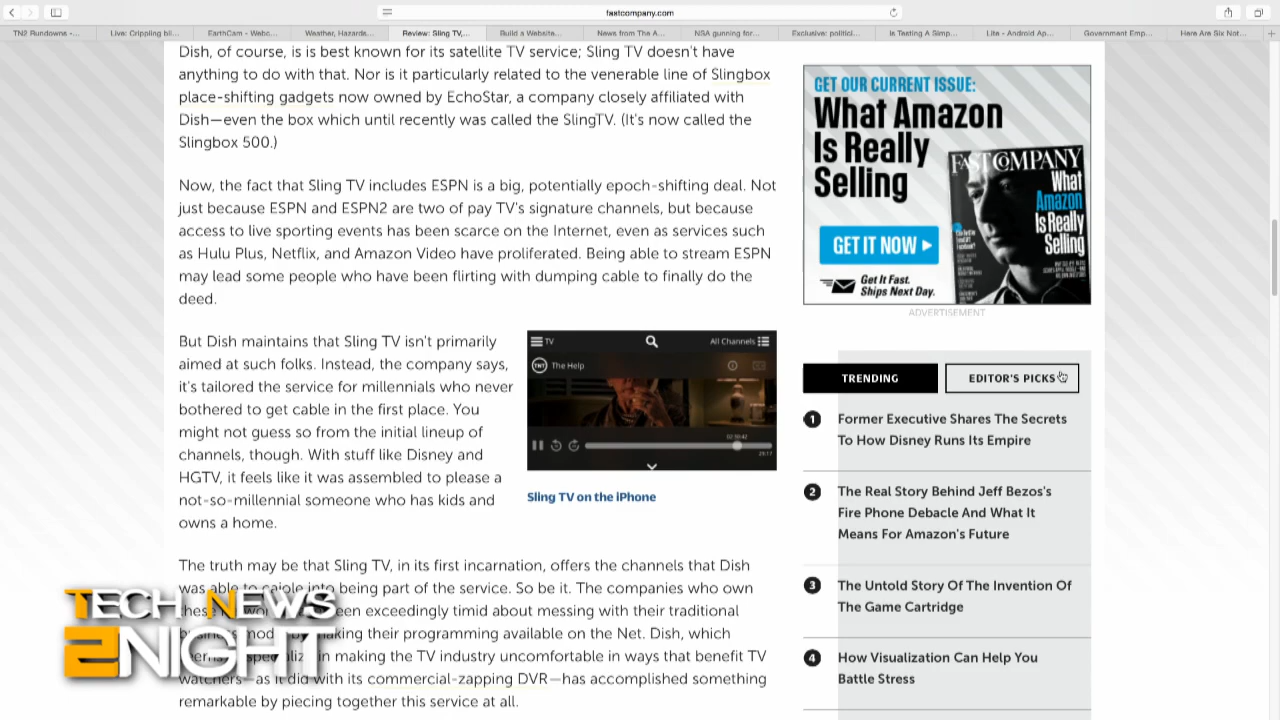 fastcompany.com
TN2 Rundowns -...
Live: Crippling bli...
EarthCam - Webc...
Weather, Hazards...
Review: Sling TV,...
Build a Website...
News from The A...
NSA gunning for...
Exclusive: politici...
Is Testing A Simp...
Lite - Android Ap...
Government Emp...
Here Are Six Not...
Dish, of course, is is best known for its satellite TV service; Sling TV doesn't have
anything to do with that. Nor is it particularly related to the venerable line of Slingbox
place-shifting gadgets now owned by EchoStar, a company closely affiliated with
Dish—even the box which until recently was called the SlingTV. (It's now called the
Slingbox 500.)
Now, the fact that Sling TV includes ESPN is a big, potentially epoch-shifting deal. Not
just because ESPN and ESPN2 are two of pay TV's signature channels, but because
access to live sporting events has been scarce on the Internet, even as services such
as Hulu Plus, Netflix, and Amazon Video have proliferated. Being able to stream ESPN
may lead some people who have been flirting with dumping cable to finally do the
deed.
But Dish maintains that Sling TV isn't primarily
aimed at such folks. Instead, the company says,
it's tailored the service for millennials who never
bothered to get cable in the first place. You
might not guess so from the initial lineup of
channels, though. With stuff like Disney and
HGTV, it feels like it was assembled to please a
not-so-millennial someone who has kids and
owns a home.
TV
All Channels
TNT
The Help
02:50:42
29:17
Sling TV on the iPhone
The truth may be that Sling TV, in its first incarnation, offers the channels that Dish
was able to cajole into being part of the service. So be it. The companies who own
these een exceedingly timid about messing with their traditional
mod aking their programming available on the Net. Dish, which
in making the TV industry uncomfortable in ways that benefit TV
watchers—as it did with its commercial-zapping DVR—has accomplished something
remarkable by piecing together this service at all.
TECH NEWS
2NIGHT
GET OUR CURRENT ISSUE:
What Amazon
Is Really
Selling
GET IT NOW
Get It Fast.
Ships Next Day.
FAST COMPANY
What
Amazon
Is Really
Selling
ADVERTISEMENT
TRENDING
EDITOR'S PICKS
1 Former Executive Shares The Secrets
To How Disney Runs Its Empire
2 The Real Story Behind Jeff Bezos's
Fire Phone Debacle And What It
Means For Amazon's Future
3 The Untold Story Of The Invention Of
The Game Cartridge
4 How Visualization Can Help You
Battle Stress